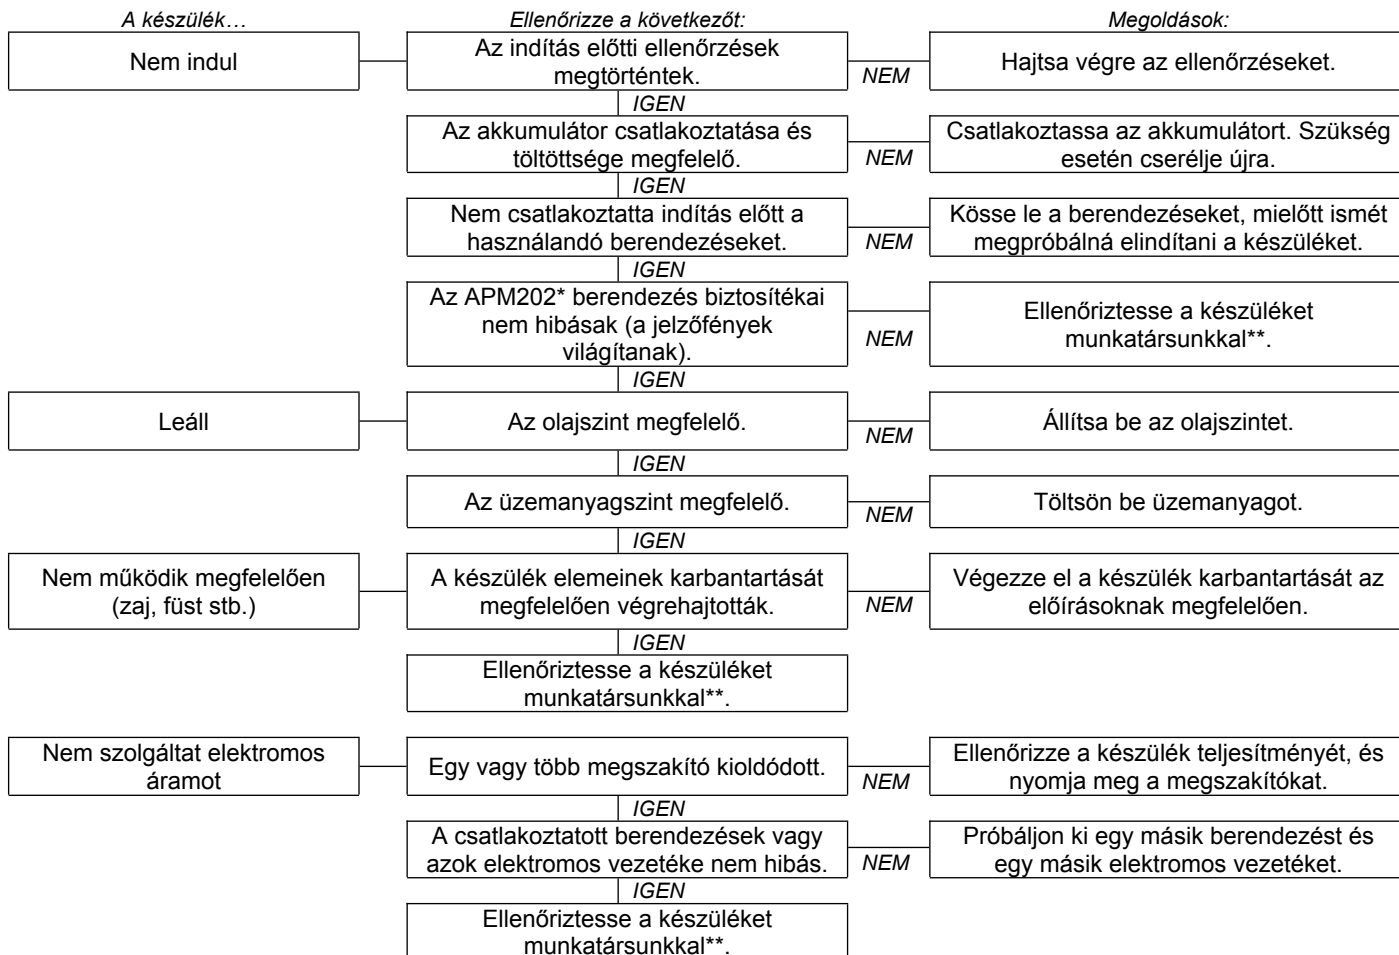 A készülék…
Ellenőrizze a következőt:
Megoldások:
Nem indul
Az indítás előtti ellenőrzések
megtörténtek.
NEM
Hajtsa végre az ellenőrzéseket.
IGEN
Az akkumulátor csatlakoztatása és
töltöttsége megfelelő.
NEM
Csatlakoztassa az akkumulátort. Szükség
esetén cserélje újra.
IGEN
Nem csatlakoztatta indítás előtt a
használandó berendezéseket.
NEM
Kösse le a berendezéseket, mielőtt ismét
megpróbálná elindítani a készüléket.
IGEN
Az APM202* berendezés biztosítékai
nem hibásak (a jelzőfények
világítanak).
NEM
Ellenőriztesse a készüléket
munkatársunkkal**.
IGEN
Leáll
Az olajszint megfelelő.
NEM
Állítsa be az olajszintet.
IGEN
Az üzemanyagszint megfelelő.
NEM
Töltsön be üzemanyagot.
IGEN
Nem működik megfelelően
(zaj, füst stb.)
A készülék elemeinek karbantartását
megfelelően végrehajtották.
NEM
Végezze el a készülék karbantartását az
előírásoknak megfelelően.
IGEN
Ellenőriztesse a készüléket
munkatársunkkal**.
Nem szolgáltat elektromos
áramot
Egy vagy több megszakító kioldódott.
NEM
Ellenőrizze a készülék teljesítményét, és
nyomja meg a megszakítókat.
IGEN
A csatlakoztatott berendezések vagy
azok elektromos vezetéke nem hibás.
NEM
Próbáljon ki egy másik berendezést és
egy másik elektromos vezetéket.
IGEN
Ellenőriztesse a készüléket
munkatársunkkal**.